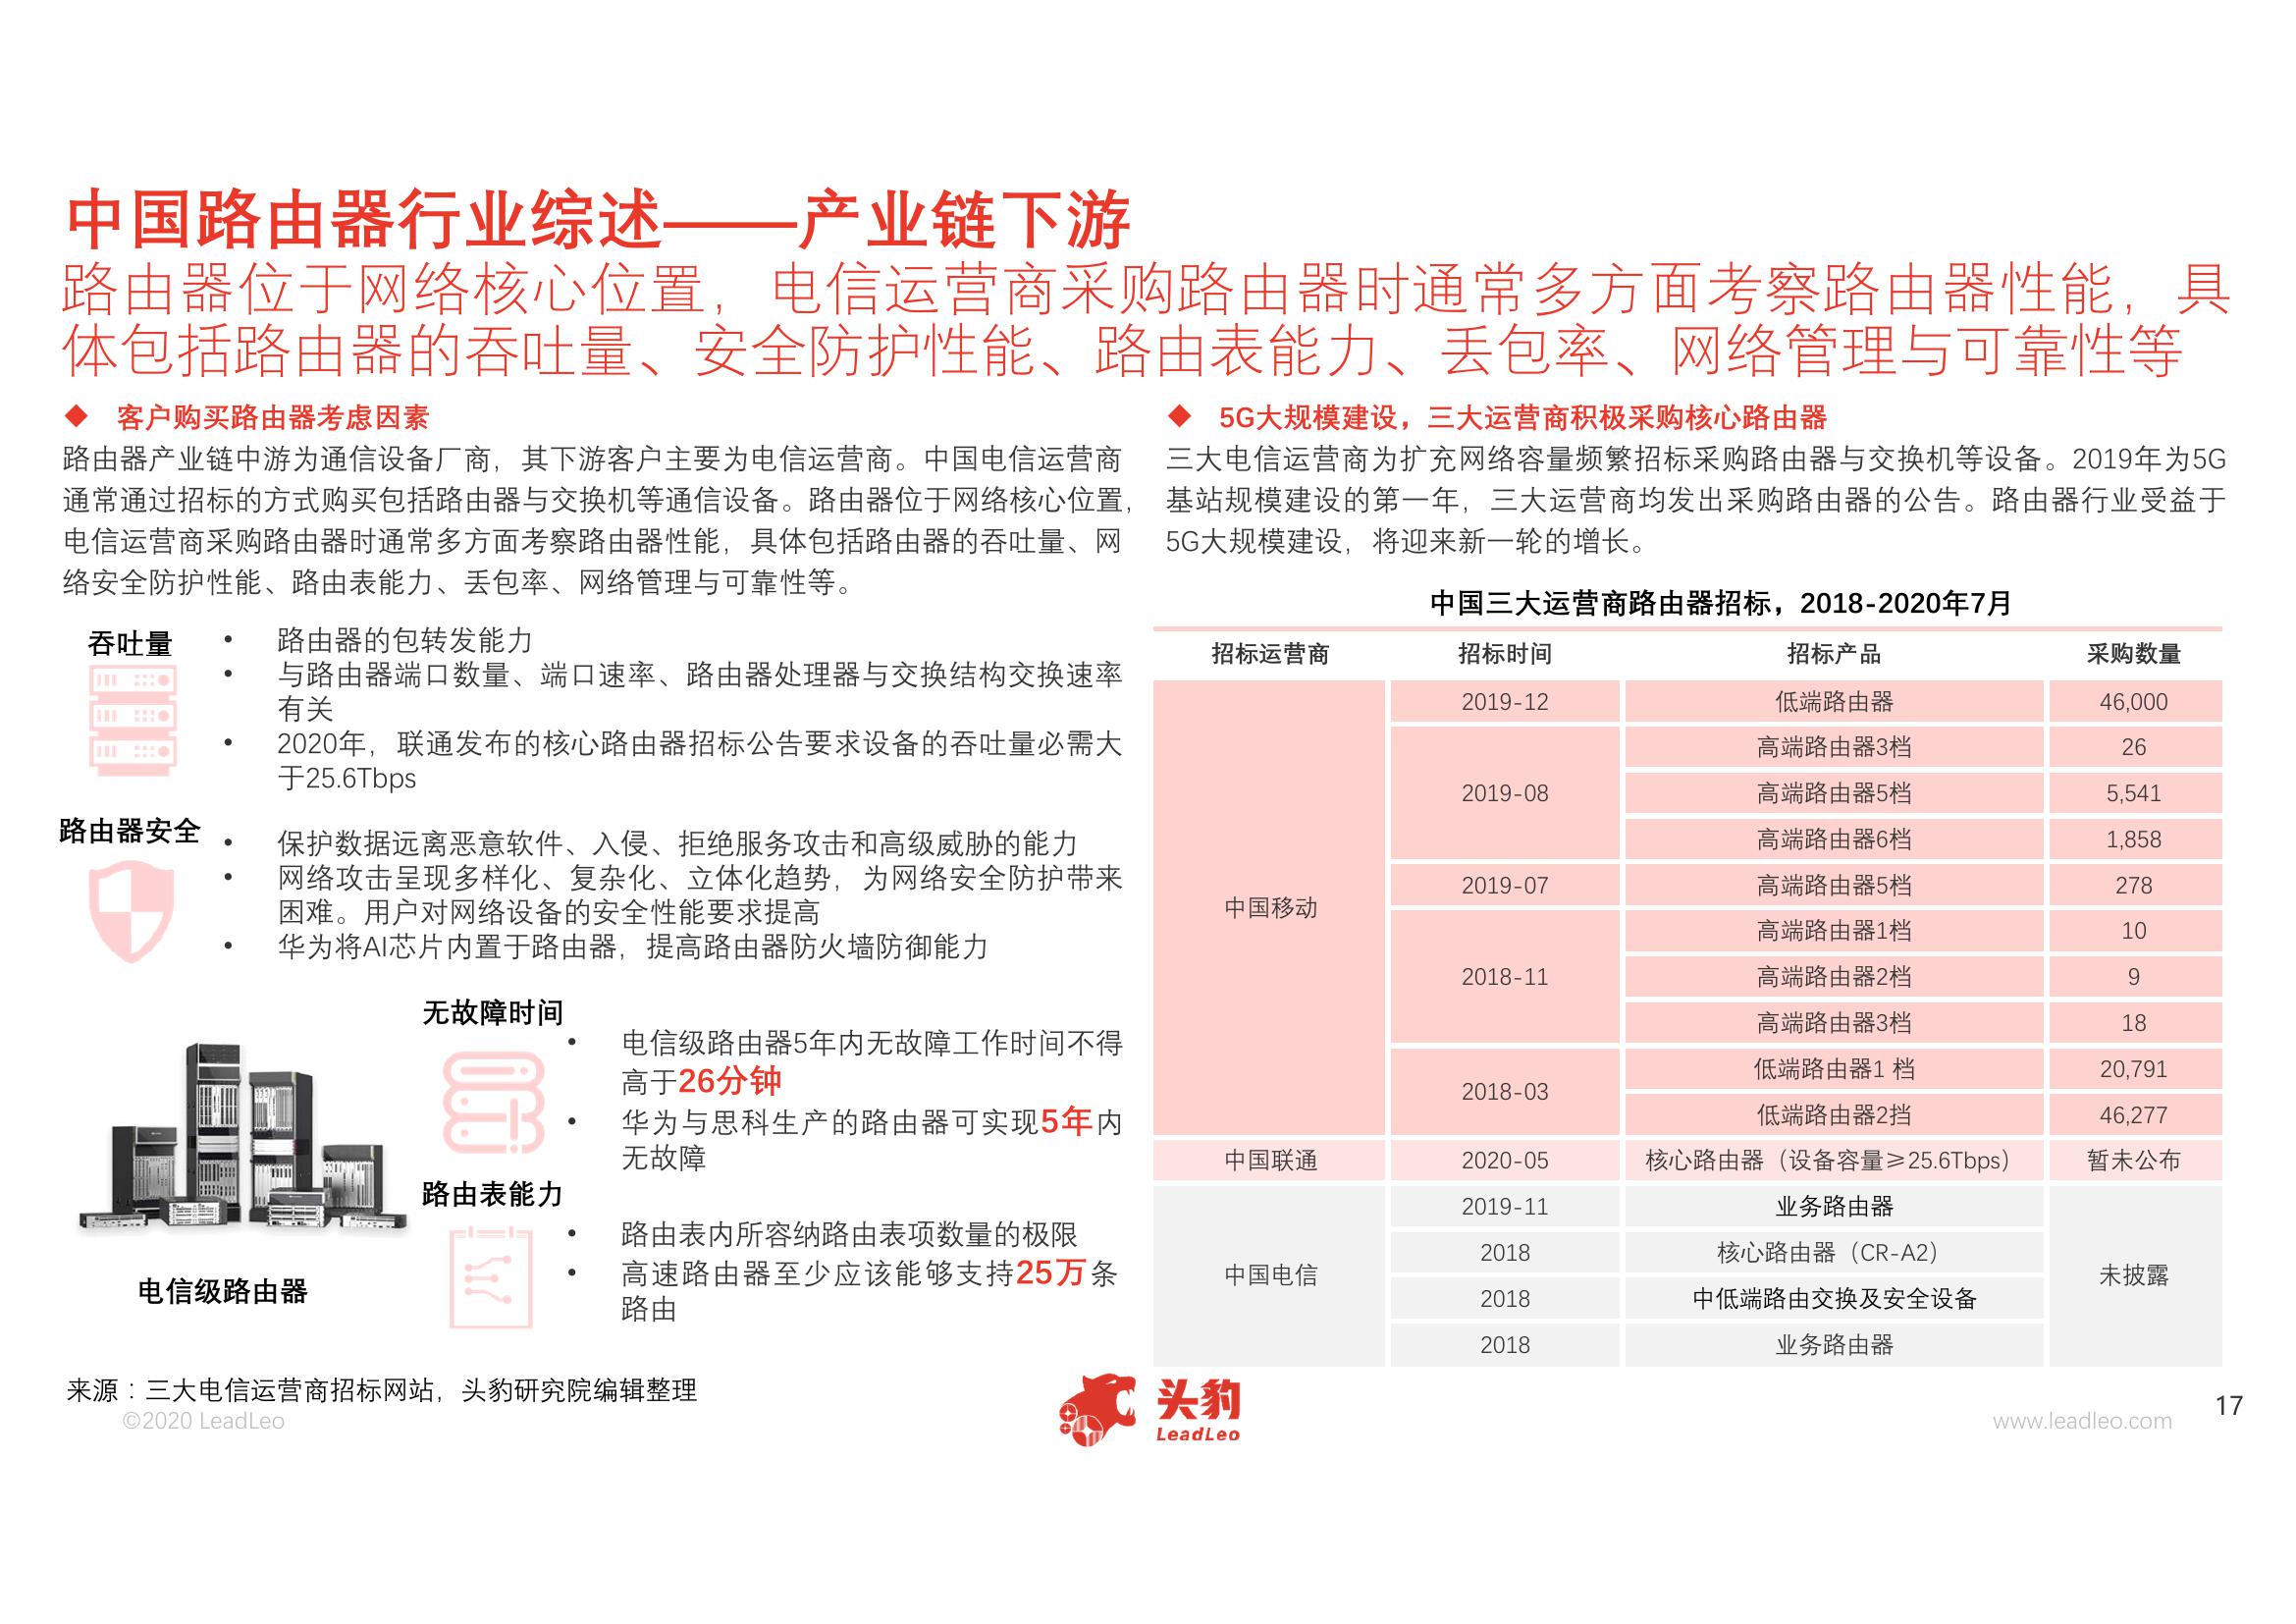 中国路由器行业综述——产业链下游
路由器位于网络核心位置，电信运营商采购路由器时通常多方面考察路由器性能，具
体包括路由器的吞吐量、安全防护性能、路由表能力、丢包率、网络管理与可靠性等
◆ 客户购买路由器考虑因素
路由器产业链中游为通信设备厂商，其下游客户主要为电信运营商。中国电信运营商
通常通过招标的方式购买包括路由器与交换机等通信设备。路由器位于网络核心位置，
电信运营商采购路由器时通常多方面考察路由器性能，具体包括路由器的吞吐量、网
络安全防护性能、路由表能力、丢包率、网络管理与可靠性等。
吞吐量
• 路由器的包转发能力
• 与路由器端口数量、端口速率、路由器处理器与交换结构交换速率
有关
• 2020年，联通发布的核心路由器招标公告要求设备的吞吐量必需大
于25.6Tbps
路由器安全
• 保护数据远离恶意软件、入侵、拒绝服务攻击和高级威胁的能力
• 网络攻击呈现多样化、复杂化、立体化趋势，为网络安全防护带来
困难。用户对网络设备的安全性能要求提高
• 华为将AI芯片内置于路由器，提高路由器防火墙防御能力
无故障时间
• 电信级路由器5年内无故障工作时间不得
高于26分钟
• 华为与思科生产的路由器可实现5年内
无故障
路由表能力
• 路由表内所容纳路由表项数量的极限
• 高速路由器至少应该能够支持25万条
路由
电信级路由器
◆ 5G大规模建设，三大运营商积极采购核心路由器
三大电信运营商为扩充网络容量频繁招标采购路由器与交换机等设备。2019年为5G
基站规模建设的第一年，三大运营商均发出采购路由器的公告。路由器行业受益于
5G大规模建设，将迎来新一轮的增长。
中国三大运营商路由器招标，2018-2020年7月
招标运营商 招标时间 招标产品 采购数量
中国移动 2019-12 低端路由器 46,000
2019-08 高端路由器3档 26
高端路由器5档 5,541
高端路由器6档 1,858
2019-07 高端路由器5档 278
2018-11 高端路由器1档 10
高端路由器2档 9
高端路由器3档 18
2018-03 低端路由器1 档 20,791
低端路由器2挡 46,277
中国联通 2020-05 核心路由器（设备容量≥25.6Tbps） 暂未公布
中国电信 2019-11 业务路由器 未披露
2018 核心路由器（CR-A2）
2018 中低端路由交换及安全设备
2018 业务路由器
来源：三大电信运营商招标网站，头豹研究院编辑整理
©2020 LeadLeo
头豹
LeadLeo
www.leadleo.com
17